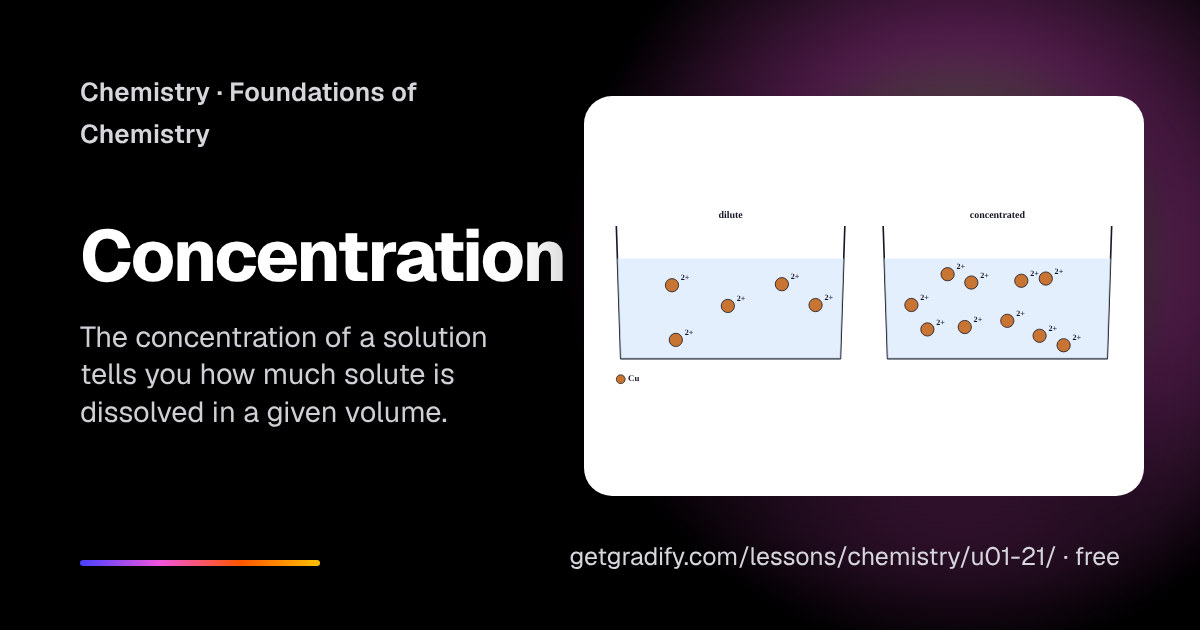 Chemistry · Foundations of
Chemistry
Concentration
The concentration of a solution
tells you how much solute is
dissolved in a given volume.
dilute
2+
2+
2+
2+
2+
Cu
concentrated
2+
2+
2+
2+
2+
2+
2+
2+
2+
2+
getgradify.com/lessons/chemistry/u01-21/ · free